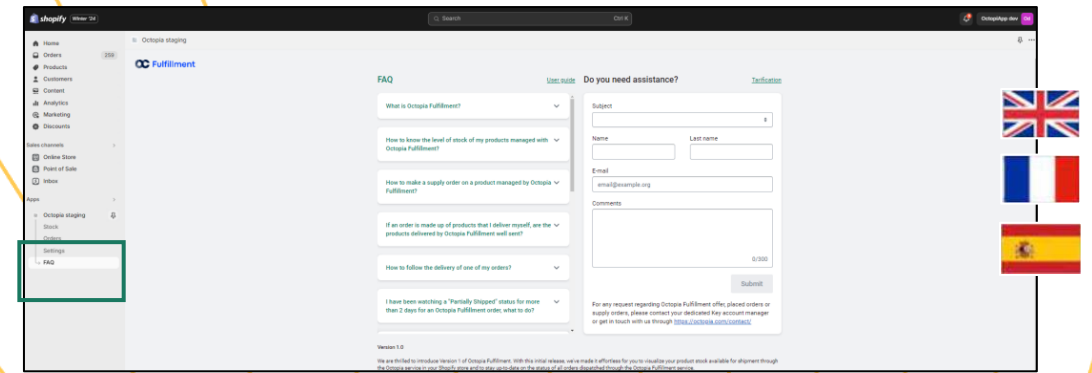 shopify Winter '24
Search Ctrl K
OctopiApp dev Od
Home
Orders 256
Products
Customers
Content
Analytics
Marketing
Discounts
Sales channels
Online Store
Point of Sale
Inbox
Apps
Octopia staging
Stock
Orders
Settings
FAQ
Octopia staging
OC Fulfillment
FAQ User guide
What is Octopia Fulfillment?
How to know the level of stock of my products managed with
Octopia Fulfillment?
How to make a supply order on a product managed by Octopia
Fulfillment?
If an order is made up of products that I deliver myself, are the
products delivered by Octopia Fulfillment well sent?
How to follow the delivery of one of my orders?
I have been watching a "Partially Shipped" status for more
than 2 days for an Octopia Fulfillment order, what to do?
Do you need assistance? Tarification
Subject
Name Last name
E-mail
email@example.org
Comments
0/300
Submit
For any request regarding Octopia Fulfillment offer, placed orders or
supply orders, please contact your dedicated Key account manager
or get in touch with us through https://octopia.com/contact/
Version 1.0
We are thrilled to introduce Version 1 of Octopia Fulfillment. With this initial release, we've made it effortless for you to visualize your product stock available for shipment through
the Octopia service in your Shopify store and to stay up-to-date on the status of all orders dispatched through the Octopia Fulfillment service.